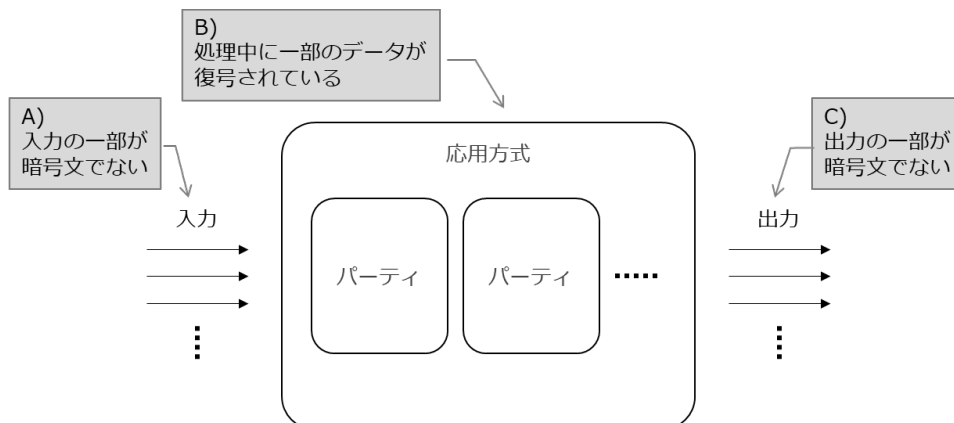 B)
処理中に一部のデータが
復号されている
A)
入力の一部が
暗号文でない
C)
出力の一部が
暗号文でない
応用方式
入力
出力
パーティ
パーティ